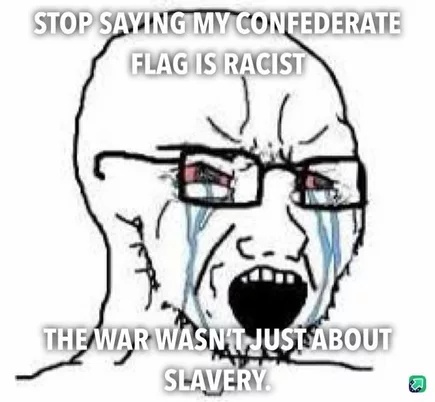 STOP SAYING MY CONFEDERATE
FLAG IS RACIST
THE WAR WASN'T JUST ABOUT
SLAVERY.